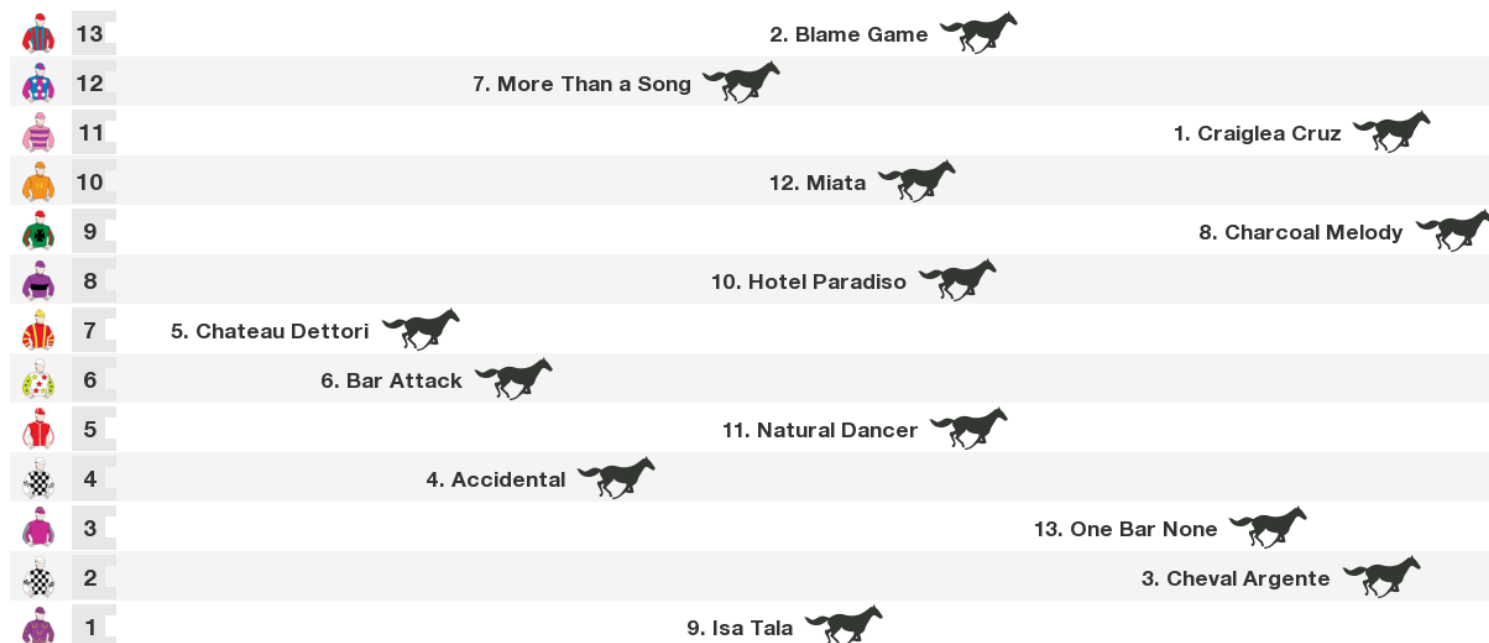 13 2. Blame Game
12 7. More Than a Song
11 1. Craiglea Cruz
10 12. Miata
9 8. Charcoal Melody
8 10. Hotel Paradiso
7 5. Chateau Dettori
6 6. Bar Attack
5 11. Natural Dancer
4 4. Accidental
3 13. One Bar None
2 3. Cheval Argente
1 9. Isa Tala